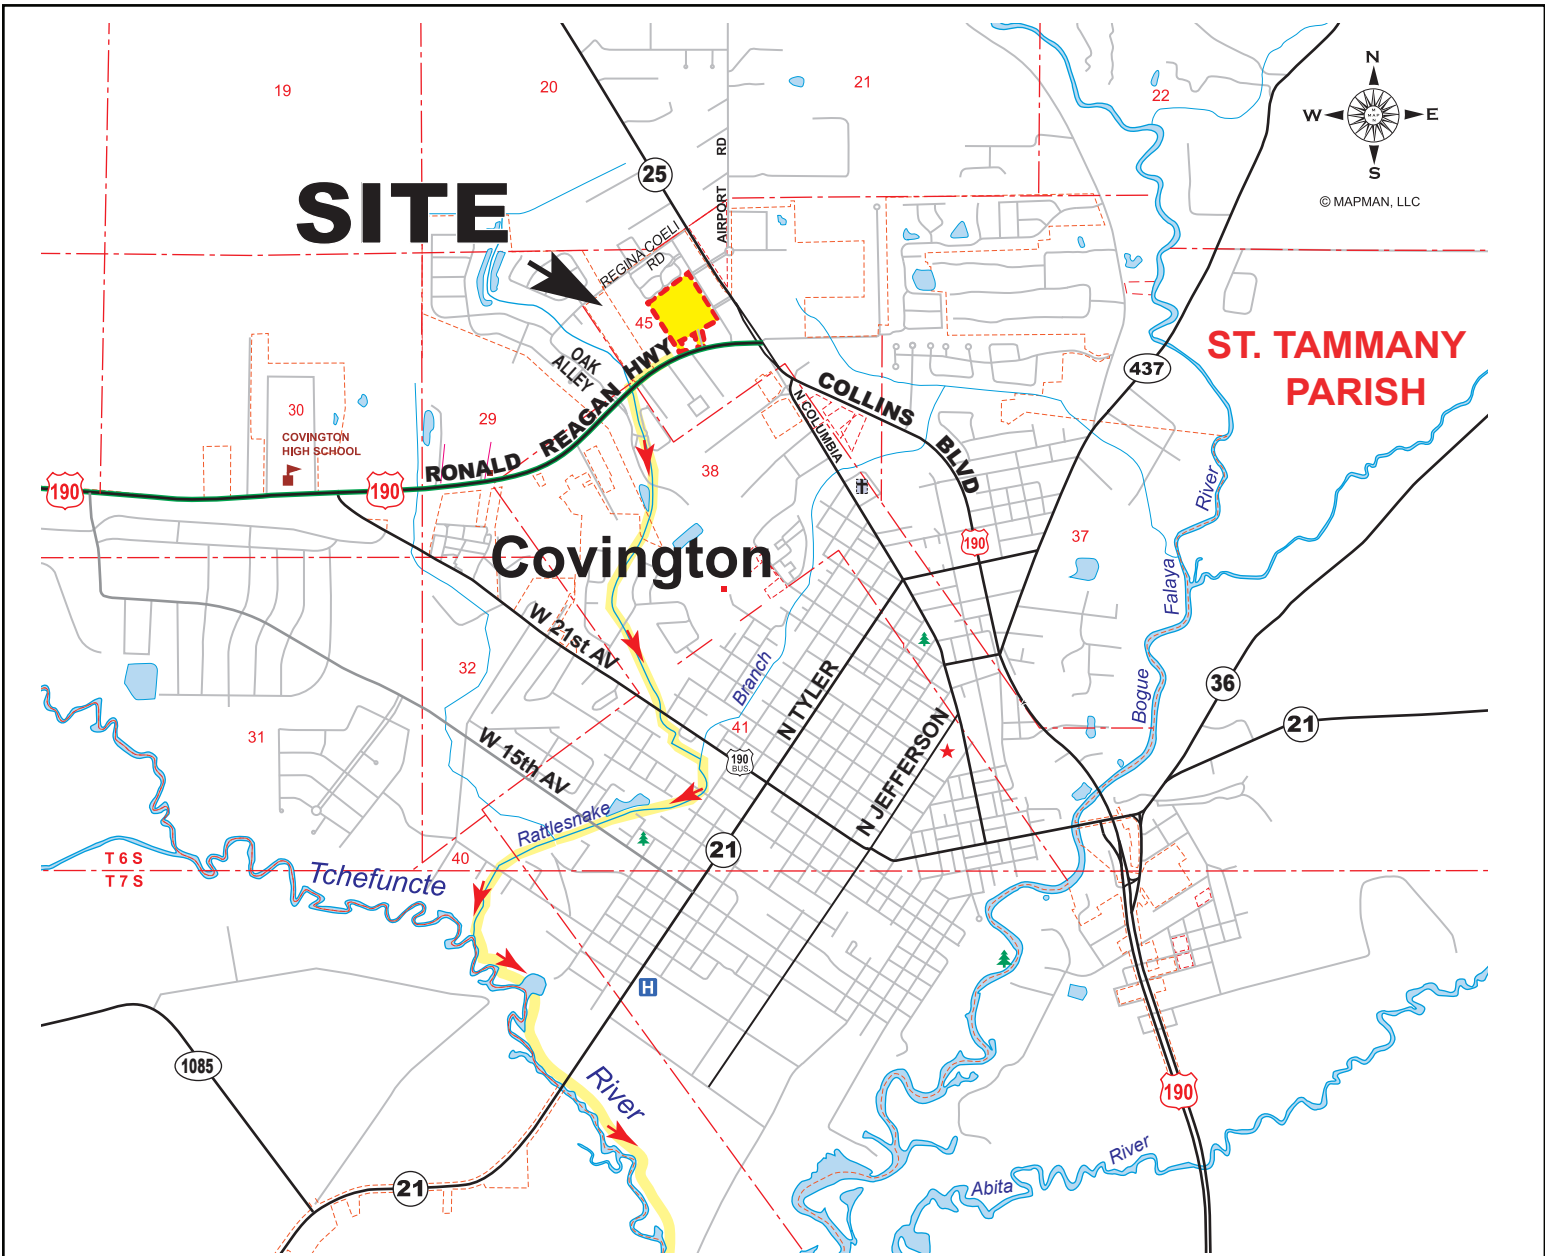 19
20
21
22
N
W
E
S
© MAPMAN, LLC
25
AIRPORT RD
SITE
REGINA COELI
RD
45
ST. TAMMANY
PARISH
437
OAK
ALLEY
RONALD REAGAN HWY
COLLINS BLVD
N COLUMBIA
30
29
COVINGTON
HIGH SCHOOL
38
190
190
190
37
River
Falaya
Bogue
Covington
W 21st AV
32
Branch
N TYLER
36
21
31
41
W 15th AV
190
BUS.
N JEFFERSON
Rattlesnake
21
40
T 6 S
T 7 S
Tchefuncte
H
1085
River
190
21
Abita
River